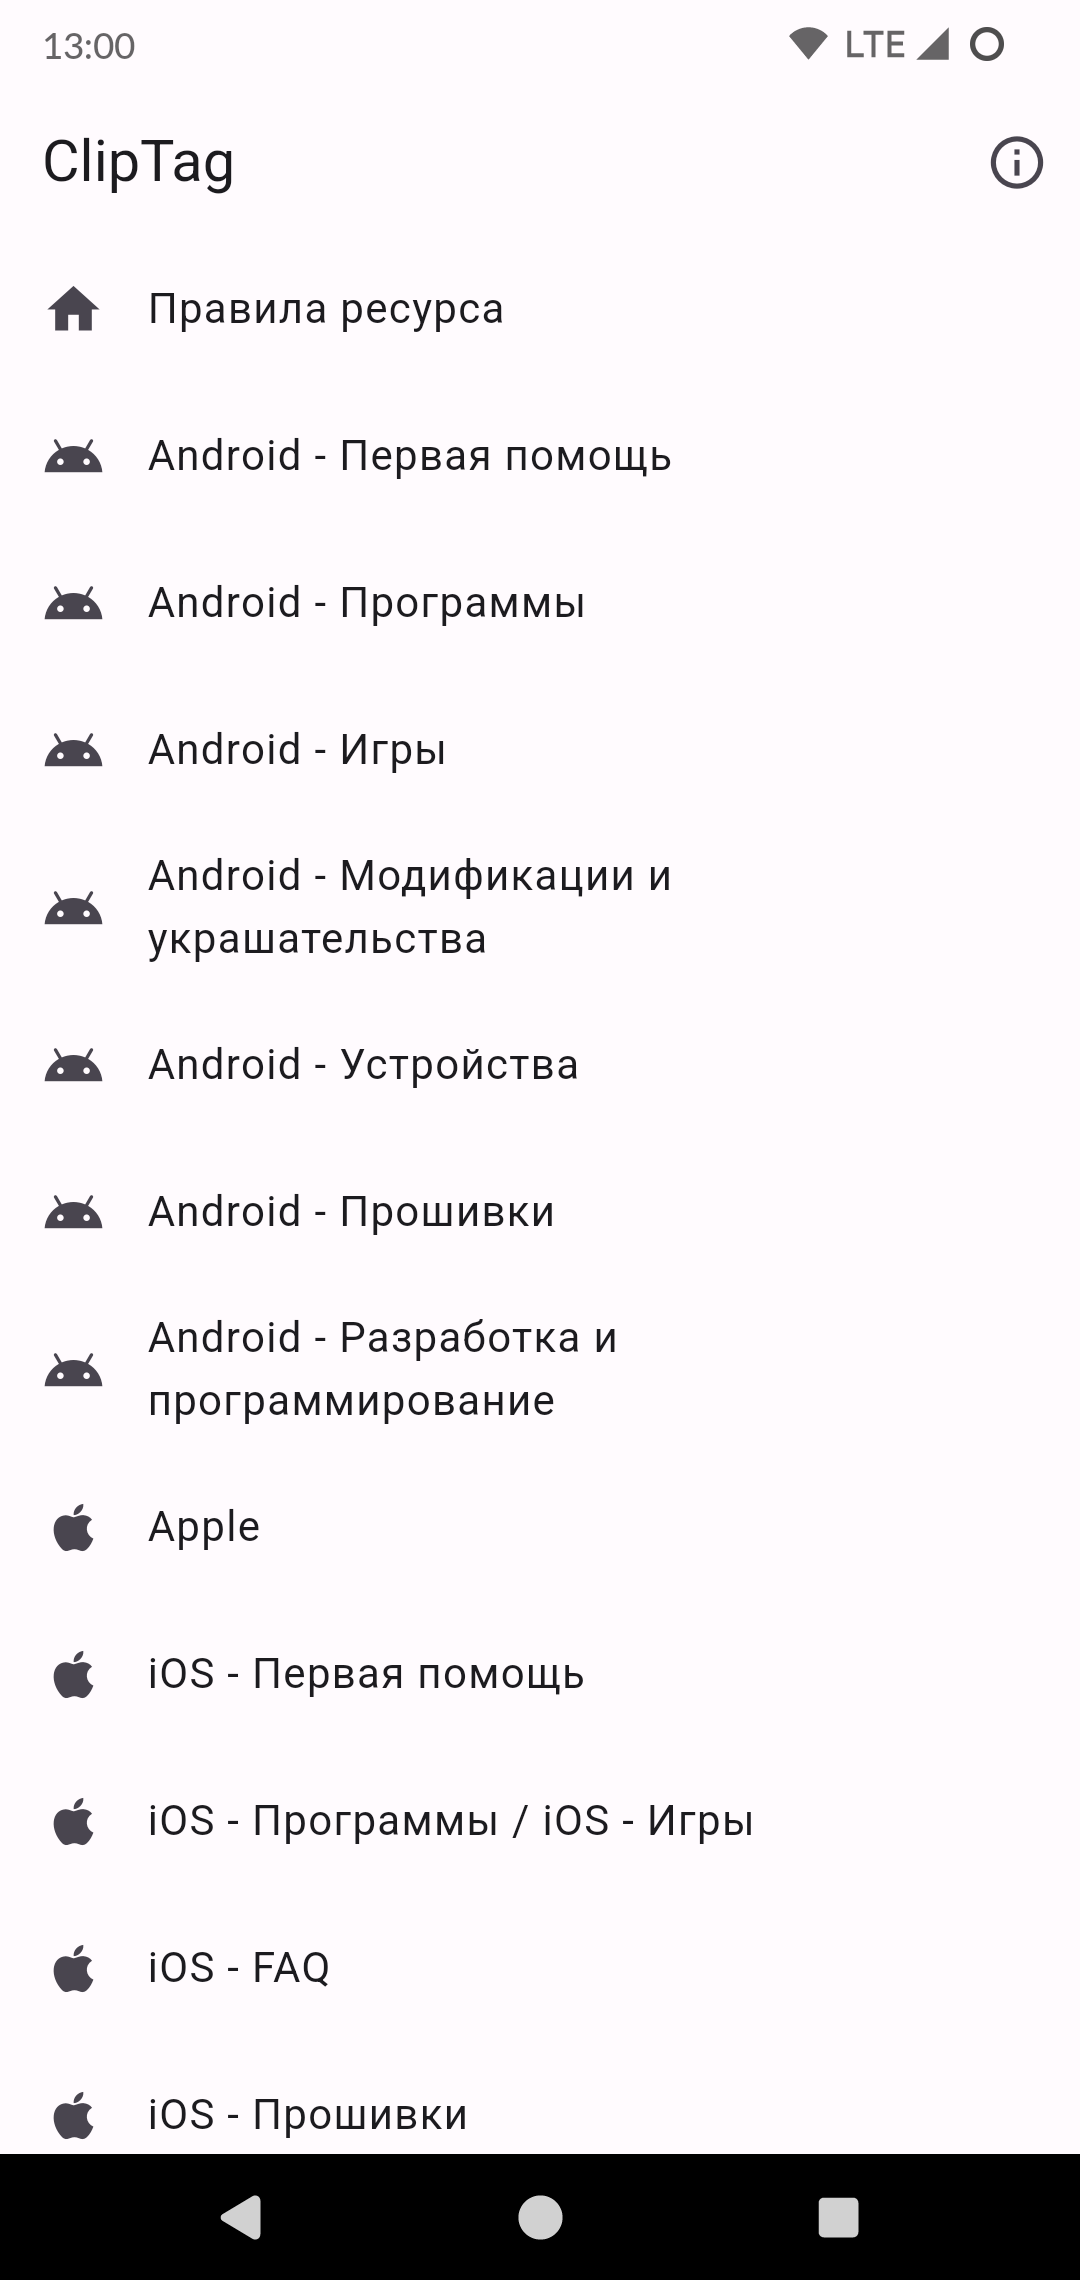 13:00
LTE
ClipTag
Правила ресурса
Android - Первая помощь
Android - Программы
Android - Игры
Android - Модификации и
украшательства
Android - Устройства
Android - Прошивки
Android - Разработка и
программирование
Apple
iOS - Первая помощь
iOS - Программы / iOS - Игры
iOS - FAQ
iOS - Прошивки